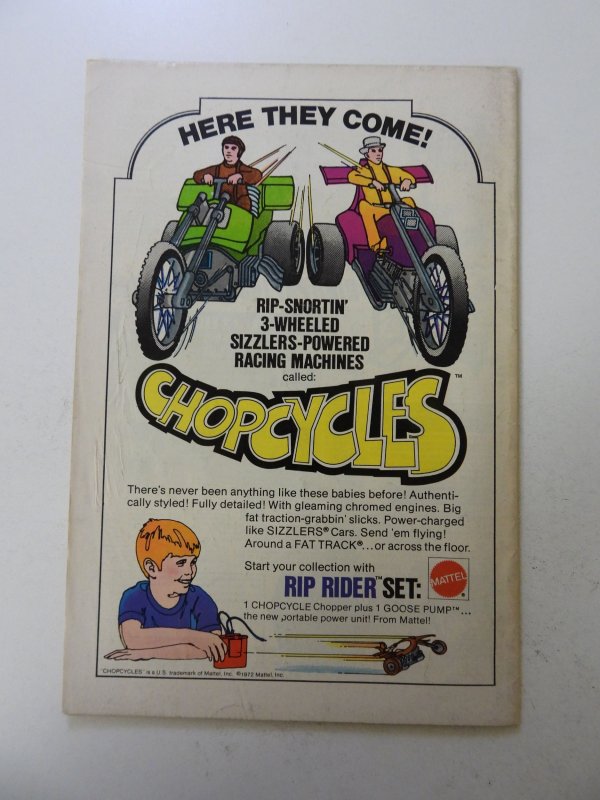 HERE THEY COME!
RIP-SNORTIN'
3-WHEELED
SIZZLERS-POWERED
RACING MACHINES
called:
CHOPCYCLES™
There's never been anything like these babies before! Authenti-
cally styled! Fully detailed! With gleaming chromed engines. Big
fat traction-grabbin' slicks. Power-charged
like SIZZLERS® Cars. Send 'em flying!
Around a FAT TRACK®...or across the floor.
Start your collection with
RIP RIDER™ SET:
MATTEL®
1 CHOPCYCLE Chopper plus 1 GOOSE PUMP™...
the new portable power unit! From Mattel!
"CHOPCYCLES" is a U.S. trademark of Mattel, Inc. ©1972 Mattel, Inc.